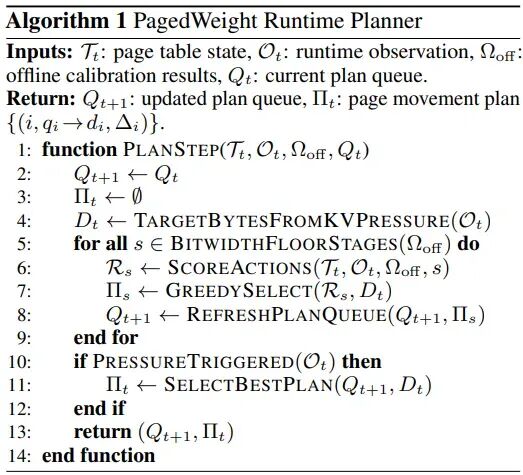 Algorithm 1 PagedWeight Runtime Planner
Inputs: 𝒯ₜ: page table state, 𝒪ₜ: runtime observation, Ω_off:
offline calibration results, Qₜ: current plan queue.
Return: Qₜ₊₁: updated plan queue, Πₜ: page movement plan
{(i, qᵢ → dᵢ, Δᵢ)}.
1: function PLANSTEP(𝒯ₜ, 𝒪ₜ, Ω_off, Qₜ)
2: Qₜ₊₁ ← Qₜ
3: Πₜ ← ∅
4: Dₜ ← TARGETBYTESFROMKVPRESSURE(𝒪ₜ)
5: for all s ∈ BITWIDTHFLOORSTAGES(Ω_off) do
6: ℛₛ ← SCOREACTIONS(𝒯ₜ, 𝒪ₜ, Ω_off, s)
7: Πₛ ← GREEDYSELECT(ℛₛ, Dₜ)
8: Qₜ₊₁ ← REFRESHPLANQUEUE(Qₜ₊₁, Πₛ)
9: end for
10: if PRESSURETRIGGERED(𝒪ₜ) then
11: Πₜ ← SELECTBESTPLAN(Qₜ₊₁, Dₜ)
12: end if
13: return (Qₜ₊₁, Πₜ)
14: end function